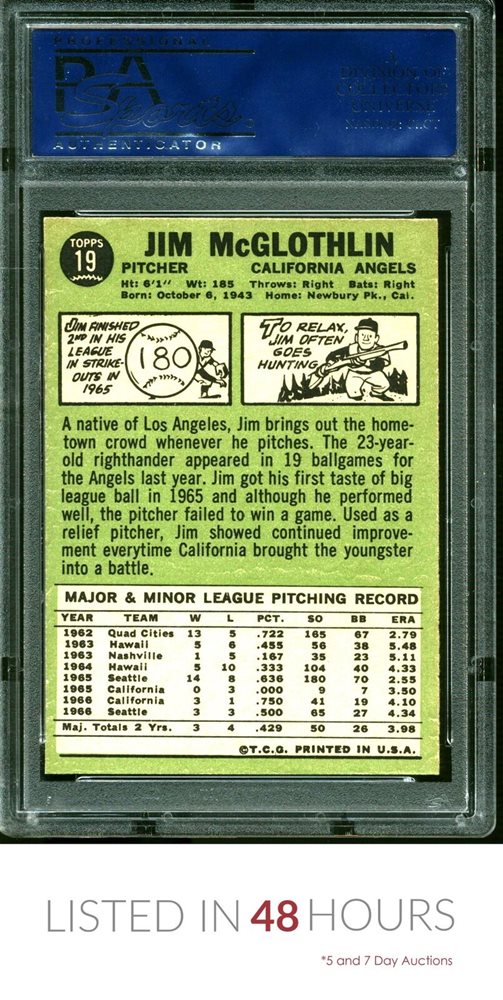 PROFESSIONAL
PSA
Sports
AUTHENTICATOR
A
DIVISION OF
COLLECTORS
UNIVERSE
TOPPS
19
JIM McGLOTHLIN
PITCHER CALIFORNIA ANGELS
Ht: 6'1" Wt: 185 Throws: Right Bats: Right
Born: October 6, 1943 Home: Newbury Pk., Cal.
JIM FINISHED
2ND IN HIS
LEAGUE
IN STRIKE-
OUTS IN
1965
180
TO RELAX,
JIM OFTEN
GOES
HUNTING
A native of Los Angeles, Jim brings out the home-
town crowd whenever he pitches. The 23-year-
old righthander appeared in 19 ballgames for
the Angels last year. Jim got his first taste of big
league ball in 1965 and although he performed
well, the pitcher failed to win a game. Used as a
relief pitcher, Jim showed continued improve-
ment everytime California brought the youngster
into a battle.
MAJOR & MINOR LEAGUE PITCHING RECORD
YEAR TEAM W L PCT. SO BB ERA
1962 Quad Cities 13 5 .722 165 67 2.79
1963 Hawaii 5 6 .455 56 38 5.48
1963 Nashville 1 5 .167 35 23 5.11
1964 Hawaii 5 10 .333 104 40 4.33
1965 Seattle 14 8 .636 180 70 2.55
1965 California 0 3 .000 9 7 3.50
1966 California 3 1 .750 41 19 4.10
1966 Seattle 3 3 .500 65 27 4.34
Maj. Totals 2 Yrs. 3 4 .429 50 26 3.98
©T.C.G. PRINTED IN U.S.A.
LISTED IN 48 HOURS
*5 and 7 Day Auctions